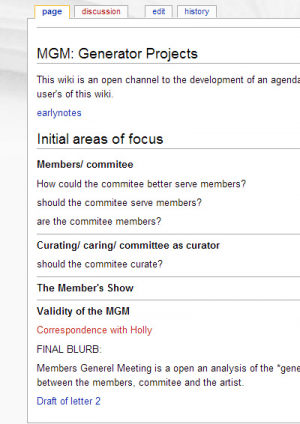 page discussion edit history
MGM: Generator Projects
This wiki is an open channel to the development of an agenda
user's of this wiki.
earlynotes
Initial areas of focus
Members/ commitee
How could the commitee better serve members?
should the commitee serve members?
are the commitee members?
Curating/ caring/ committee as curator
should the commitee curate?
The Member's Show
Validity of the MGM
Correspondence with Holly
FINAL BLURB:
Members Generel Meeting is a open an analysis of the "gene
between the members, commitee and the artist.
Draft of letter 2